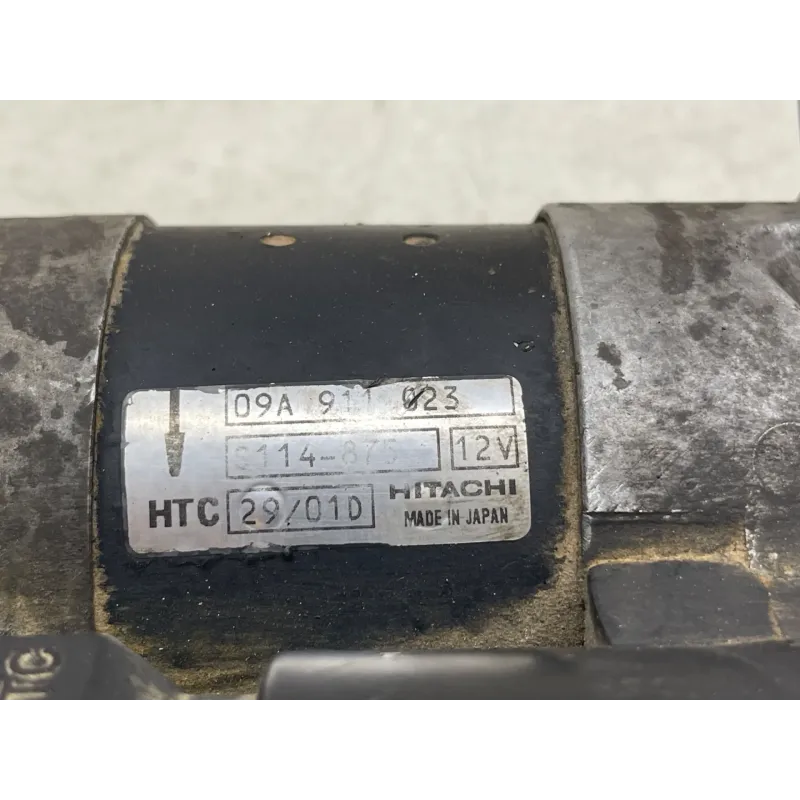 09A 911 023
12V
HTC 29/01D HITACHI
MADE IN JAPAN